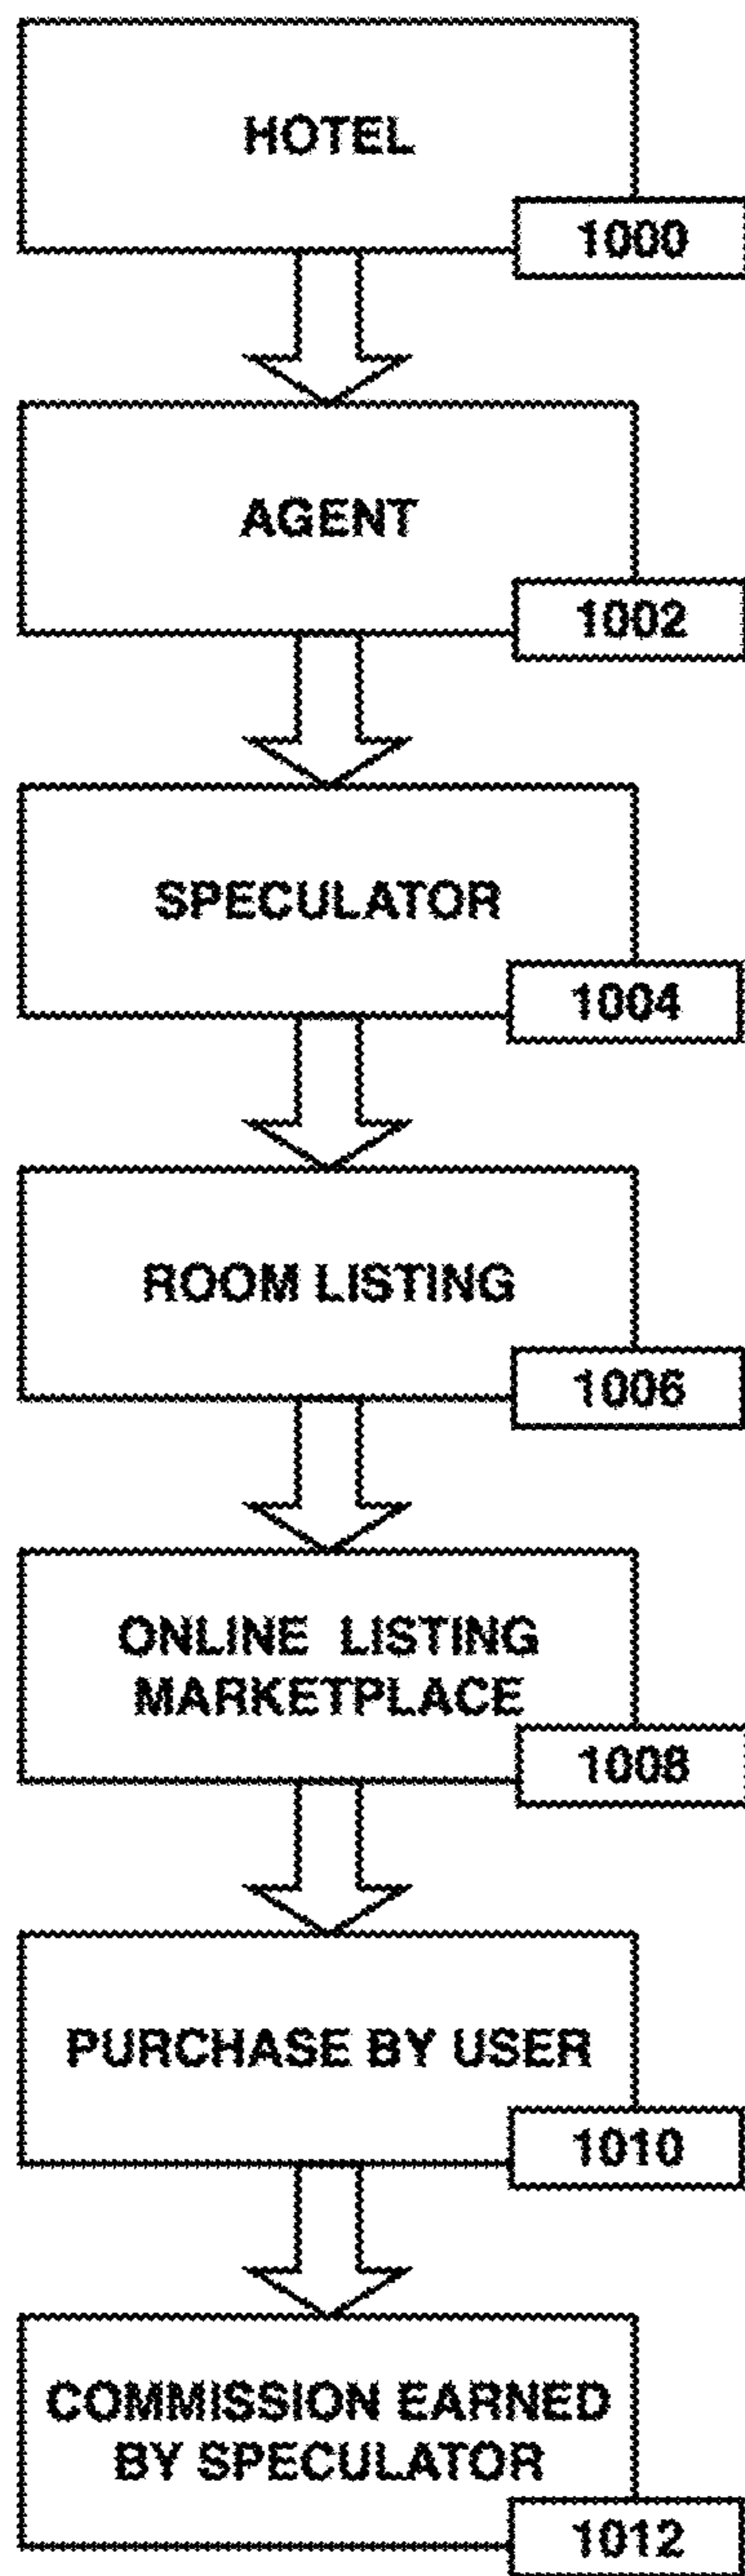 HOTEL
1000
AGENT
1002
SPECULATOR
1004
ROOM LISTING
1006
ONLINE LISTING
MARKETPLACE
1008
PURCHASE BY USER
1010
COMMISSION EARNED
BY SPECULATOR
1012